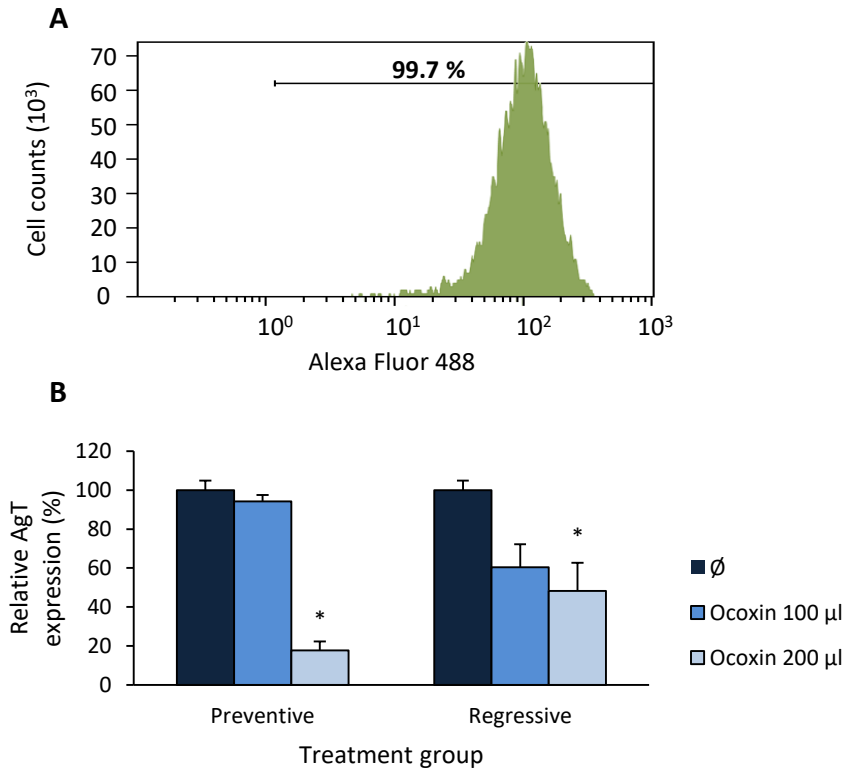 A
70
60
50
40
30
20
10
0
Cell counts (10³)
99.7 %
10⁰ 10¹ 10² 10³
Alexa Fluor 488
B
120
100
80
60
40
20
0
Relative AgT
expression (%)
*
*
Preventive Regressive
Treatment group
Ø
Ocoxin 100 µl
Ocoxin 200 µl